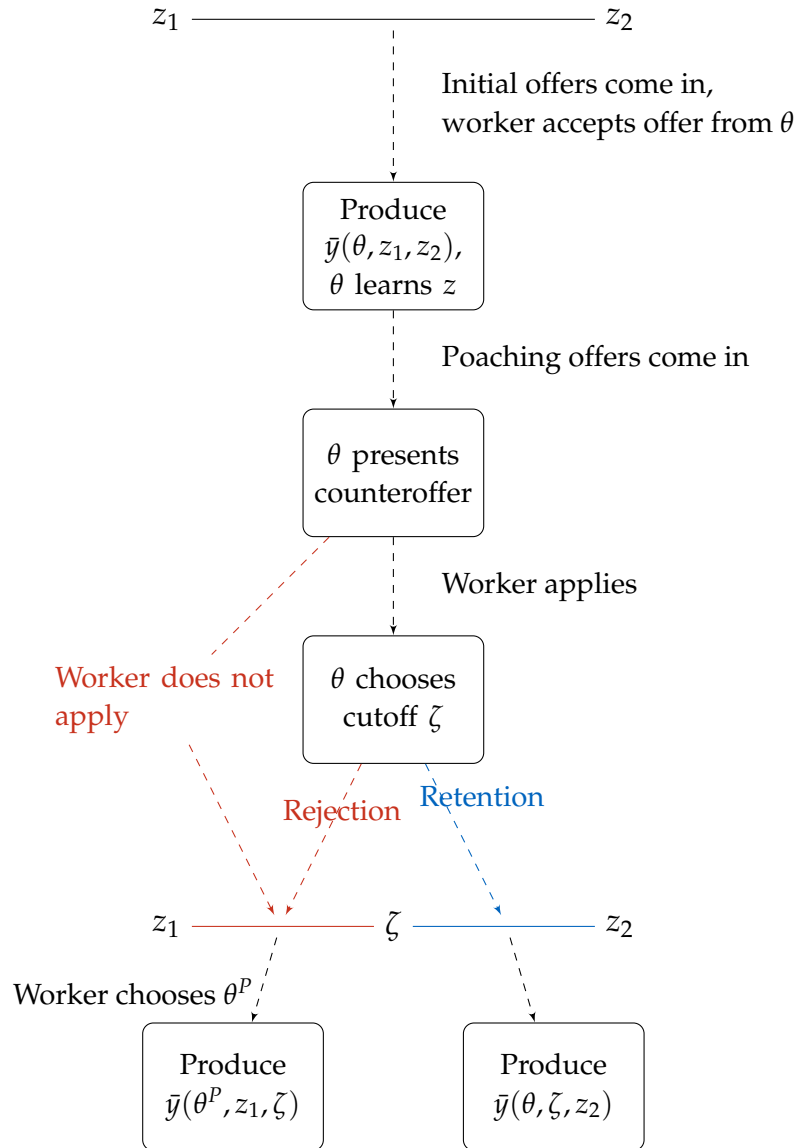 z₁ z₂
Initial offers come in,
worker accepts offer from θ
Produce
ȳ(θ, z₁, z₂),
θ learns z
Poaching offers come in
θ presents
counteroffer
Worker applies
Worker does not
apply
θ chooses
cutoff ζ
Rejection
Retention
z₁ ζ z₂
Worker chooses θᴾ
Produce
ȳ(θᴾ, z₁, ζ)
Produce
ȳ(θ, ζ, z₂)